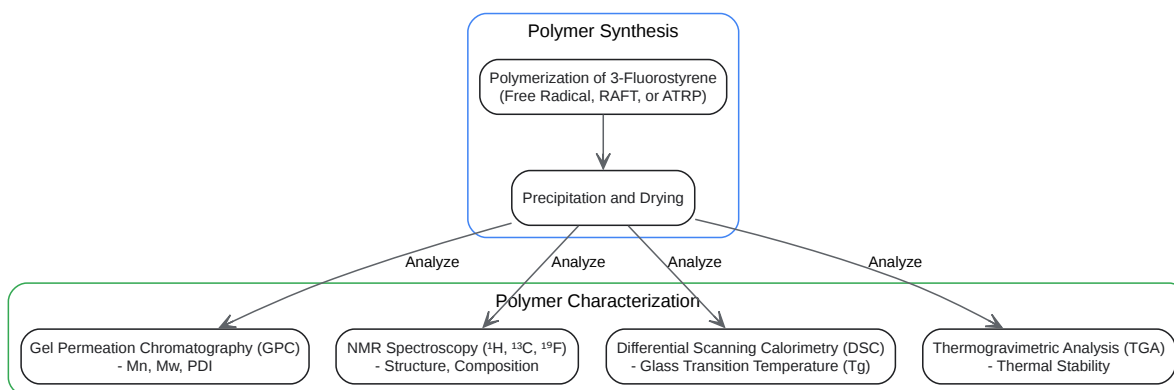 Polymer Synthesis
Polymerization of 3-Fluorostyrene
(Free Radical, RAFT, or ATRP)
Precipitation and Drying
Analyze
Analyze
Analyze
Analyze
Polymer Characterization
Gel Permeation Chromatography (GPC)
- Mn, Mw, PDI
NMR Spectroscopy (¹H, ¹³C, ¹⁹F)
- Structure, Composition
Differential Scanning Calorimetry (DSC)
- Glass Transition Temperature (Tg)
Thermogravimetric Analysis (TGA)
- Thermal Stability